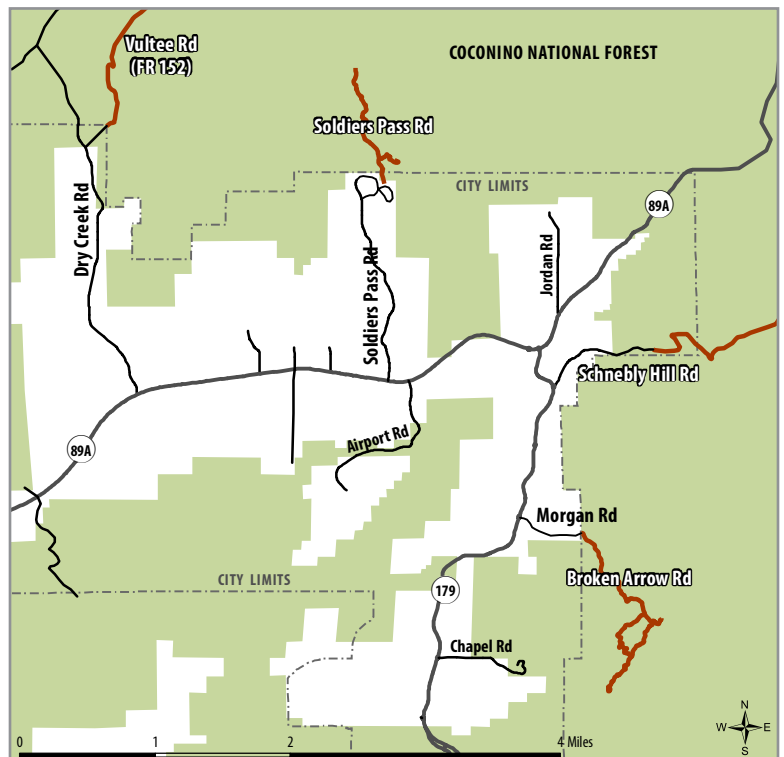 Vultee Rd
(FR 152)
COCONINO NATIONAL FOREST
Soldiers Pass Rd
CITY LIMITS
89A
Dry Creek Rd
Jordan Rd
Soldiers Pass Rd
Schnebly Hill Rd
Airport Rd
89A
Morgan Rd
Broken Arrow Rd
CITY LIMITS
179
Chapel Rd
N
W E
S
0 1 2 4 Miles